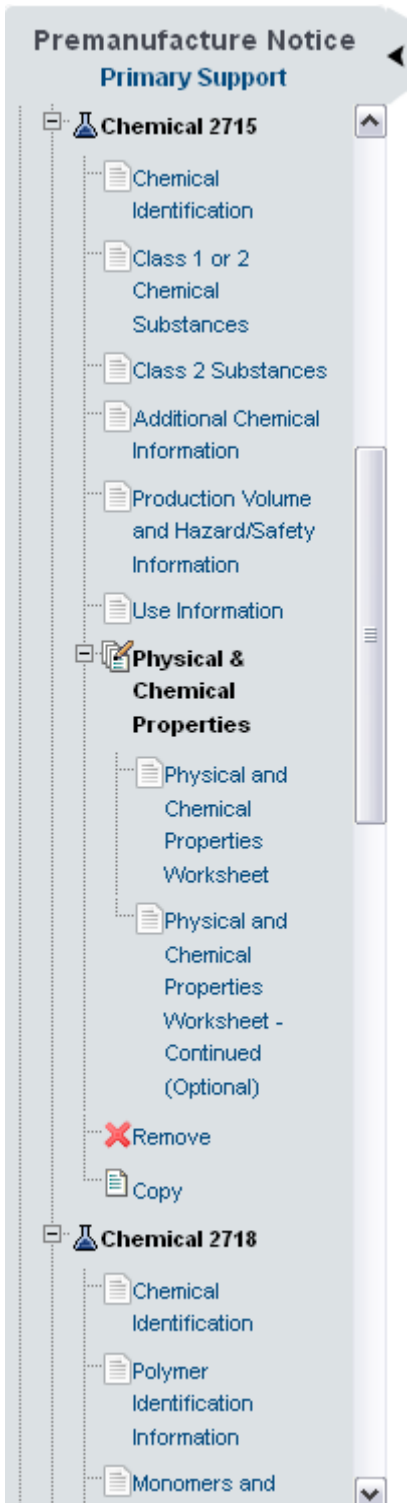 Premanufacture Notice
Primary Support
Chemical 2715
Chemical
Identification
Class 1 or 2
Chemical
Substances
Class 2 Substances
Additional Chemical
Information
Production Volume
and Hazard/Safety
Information
Use Information
Physical &
Chemical
Properties
Physical and
Chemical
Properties
Worksheet
Physical and
Chemical
Properties
Worksheet -
Continued
(Optional)
Remove
Copy
Chemical 2718
Chemical
Identification
Polymer
Identification
Information
Monomers and